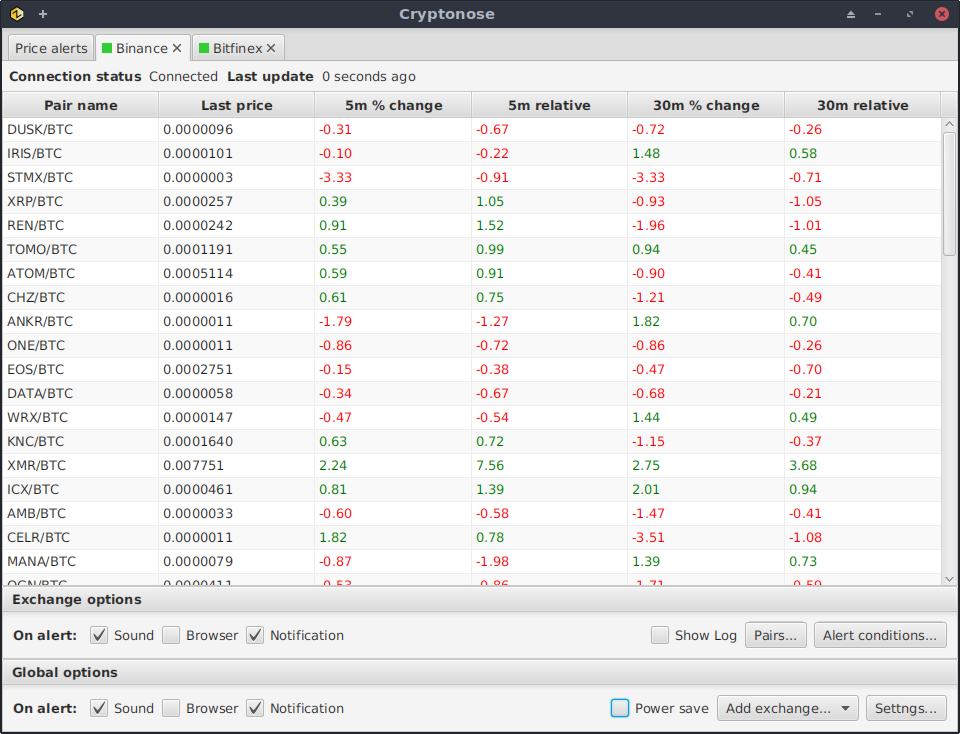 Cryptonose
Price alerts Binance Bitfinex
Connection status Connected Last update 0 seconds ago
Pair name Last price 5m % change 5m relative 30m % change 30m relative
DUSK/BTC 0.0000096 -0.31 -0.67 -0.72 -0.26
IRIS/BTC 0.0000101 -0.10 -0.22 1.48 0.58
STMX/BTC 0.0000003 -3.33 -0.91 -3.33 -0.71
XRP/BTC 0.0000257 0.39 1.05 -0.93 -1.05
REN/BTC 0.0000242 0.91 1.52 -1.96 -1.01
TOMO/BTC 0.0001191 0.55 0.99 0.94 0.45
ATOM/BTC 0.0005114 0.59 0.91 -0.90 -0.41
CHZ/BTC 0.0000016 0.61 0.75 -1.21 -0.49
ANKR/BTC 0.0000011 -1.79 -1.27 1.82 0.70
ONE/BTC 0.0000011 -0.86 -0.72 -0.86 -0.26
EOS/BTC 0.0002751 -0.15 -0.38 -0.47 -0.70
DATA/BTC 0.0000058 -0.34 -0.67 -0.68 -0.21
WRX/BTC 0.0000147 -0.47 -0.54 1.44 0.49
KNC/BTC 0.0001640 0.63 0.72 -1.15 -0.37
XMR/BTC 0.007751 2.24 7.56 2.75 3.68
ICX/BTC 0.0000461 0.81 1.39 2.01 0.94
AMB/BTC 0.0000033 -0.60 -0.58 -1.47 -0.41
CELR/BTC 0.0000011 1.82 0.78 -3.51 -1.08
MANA/BTC 0.0000079 -0.87 -1.98 1.39 0.73
OGN/BTC 0.0000411 -0.53 -0.86 -1.71 -0.59
Exchange options
On alert: Sound Browser Notification Show Log Pairs... Alert conditions...
Global options
On alert: Sound Browser Notification Power save Add exchange... Settngs...